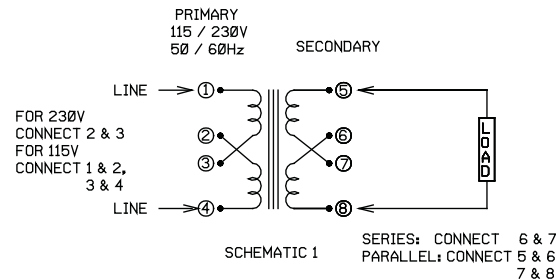 PRIMARY
115 / 230V
50 / 60Hz
SECONDARY
LINE
1
5
FOR 230V
CONNECT 2 & 3
FOR 115V
CONNECT 1 & 2,
3 & 4
2
3
6
7
LOAD
LINE
4
8
SCHEMATIC 1
SERIES: CONNECT 6 & 7
PARALLEL: CONNECT 5 & 6
7 & 8